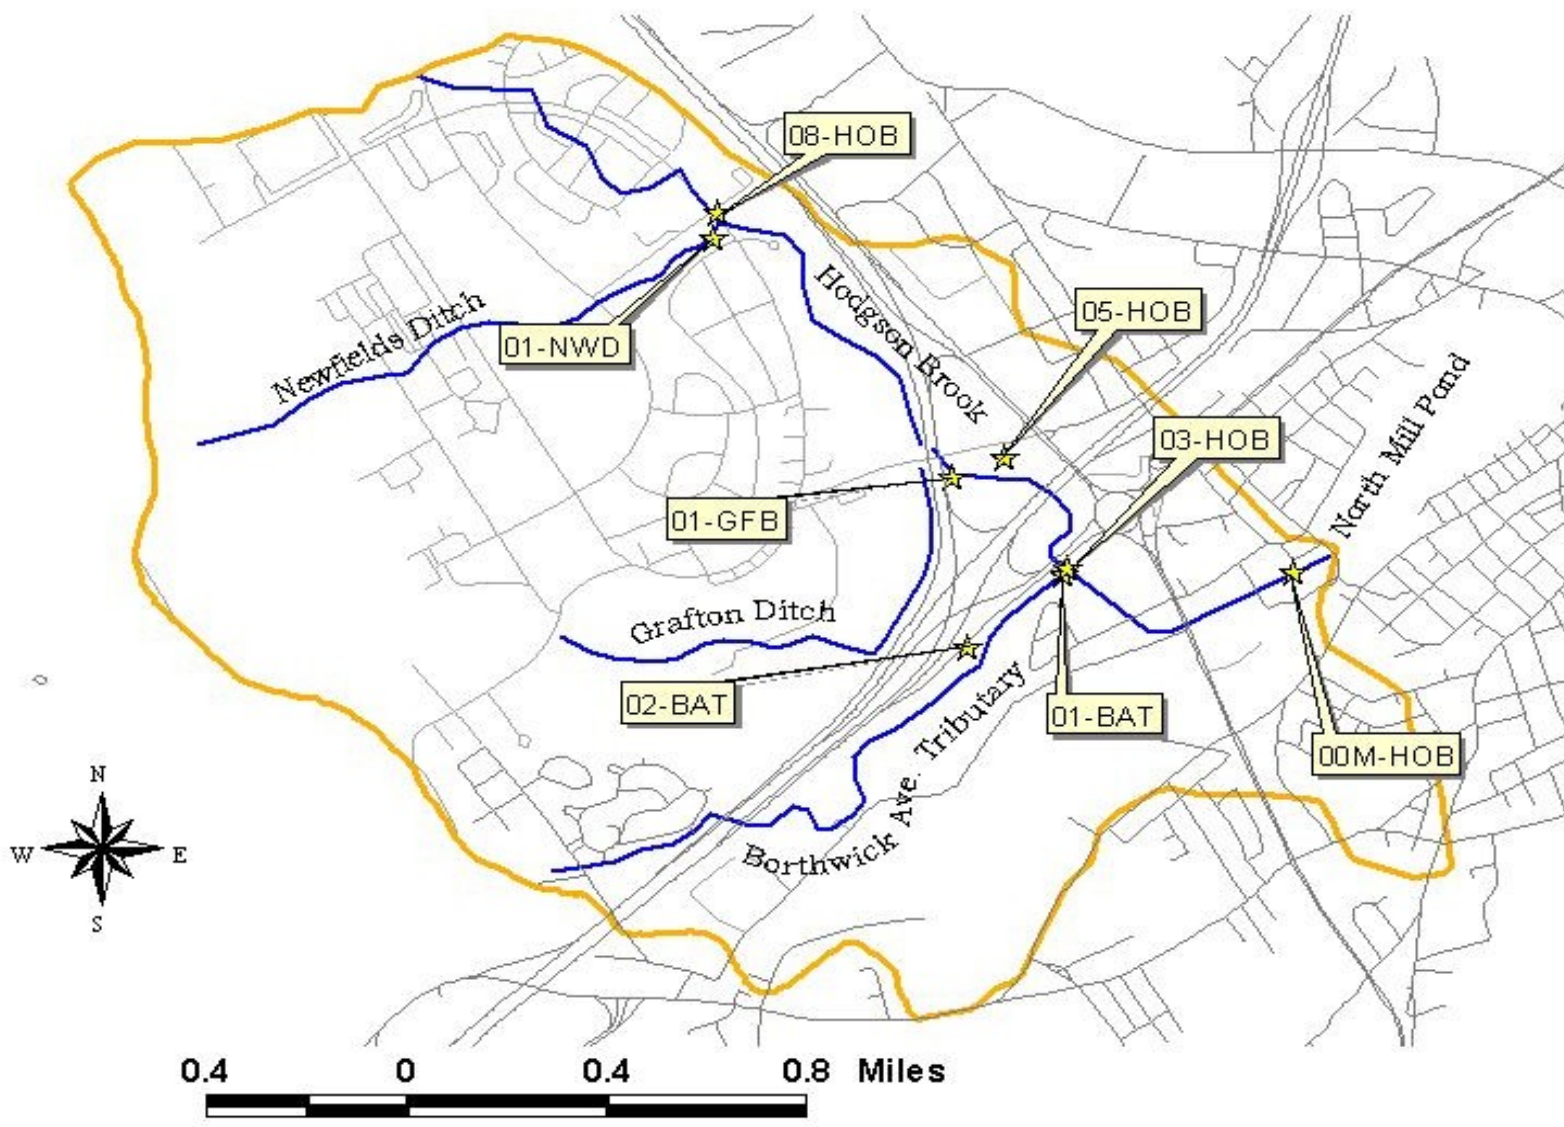 08-HOB
Hodgson Brook
05-HOB
Newfields Ditch
01-NWD
North Mill Pond
03-HOB
01-GFB
Grafton Ditch
02-BAT
01-BAT
00M-HOB
Borthwick Ave. Tributary
N
W E
S
0.4 0 0.4 0.8 Miles